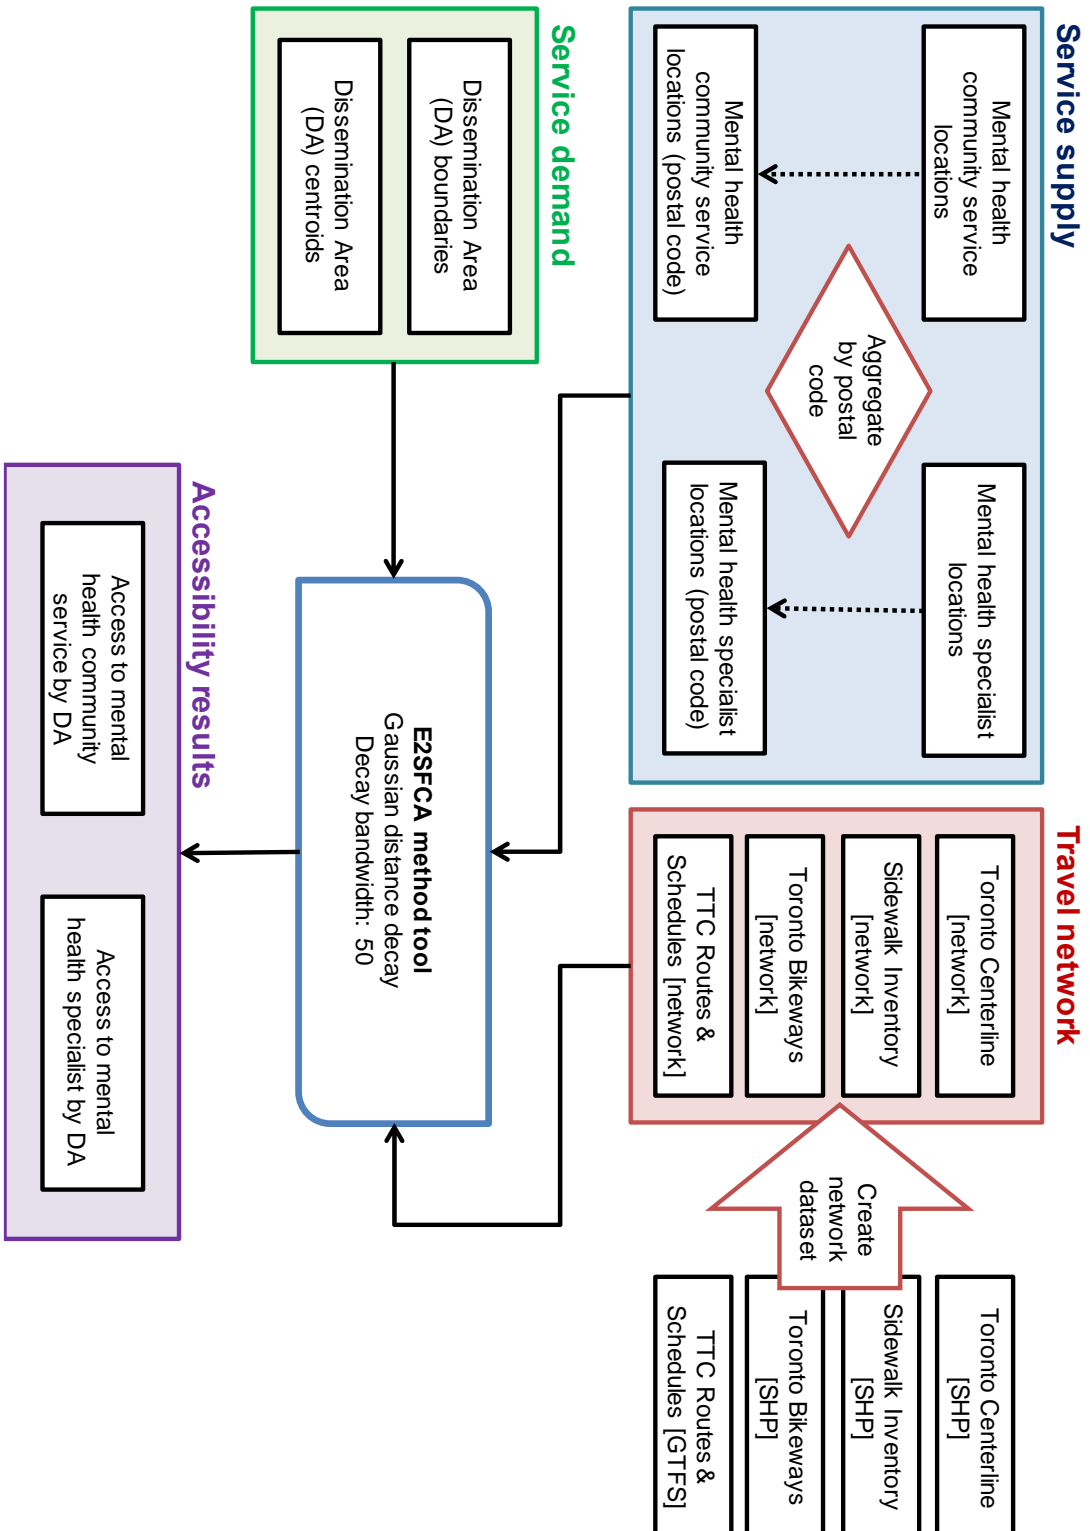 Service supply
Mental health
community service
locations
Mental health specialist
locations
Aggregate
by postal
code
Mental health
community service
locations (postal code)
Mental health specialist
locations (postal code)
Travel network
Toronto Centerline
[network]
Sidewalk Inventory
[network]
Toronto Bikeways
[network]
TTC Routes &
Schedules [network]
Create
network
dataset
Toronto Centerline
[SHP]
Sidewalk Inventory
[SHP]
Toronto Bikeways
[SHP]
TTC Routes &
Schedules [GTFS]
Service demand
Dissemination Area
(DA) boundaries
Dissemination Area
(DA) centroids
E2SFCA method tool
Gaussian distance decay
Decay bandwidth: 50
Accessibility results
Access to mental
health community
service by DA
Access to mental
health specialist by DA